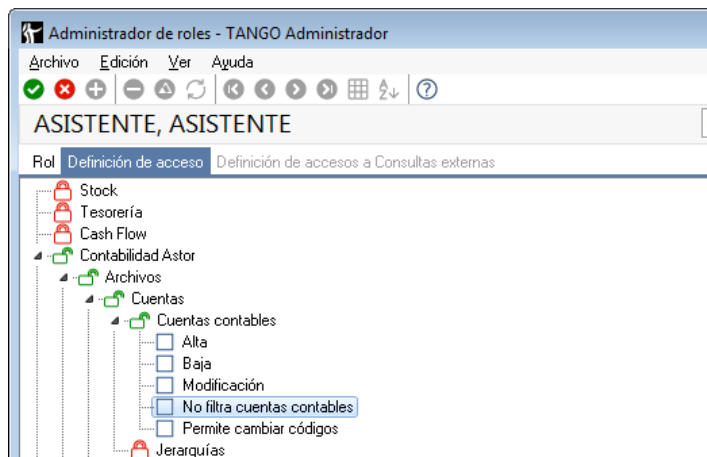 Administrador de roles - TANGO Administrador
Archivo Edición Ver Ayuda
ASISTENTE, ASISTENTE
Rol Definición de acceso Definición de accesos a Consultas externas
Stock
Tesorería
Cash Flow
Contabilidad Astor
Archivos
Cuentas
Cuentas contables
Alta
Baja
Modificación
No filtra cuentas contables
Permite cambiar códigos
Jerarquías